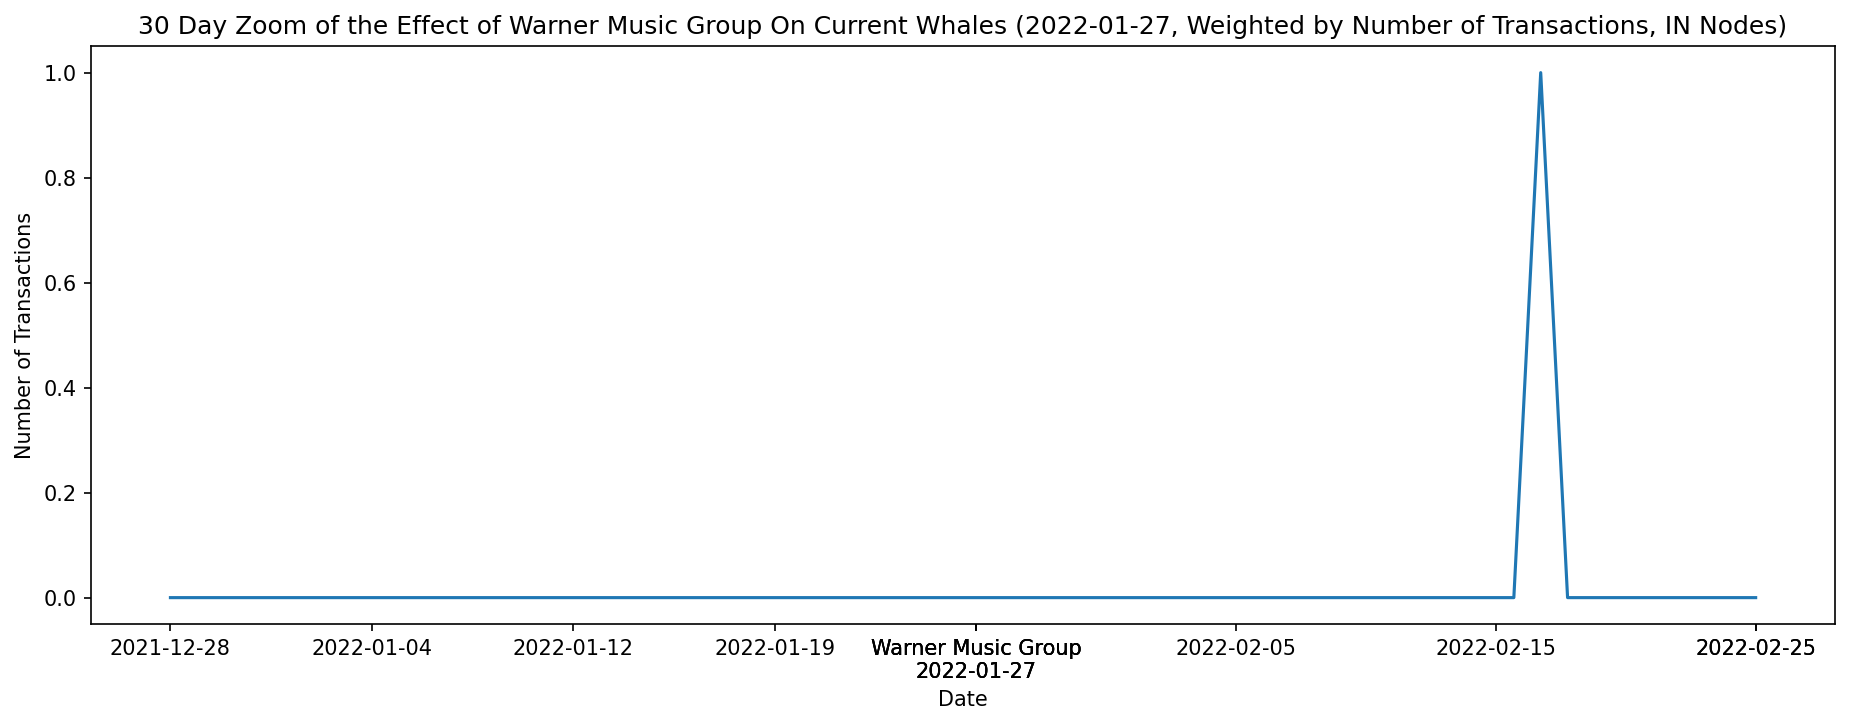 30 Day Zoom of the Effect of Warner Music Group On Current Whales (2022-01-27, Weighted by Number of Transactions, IN Nodes)
Number of Transactions
1.0
0.8
0.6
0.4
0.2
0.0
2021-12-28 2022-01-04 2022-01-12 2022-01-19 Warner Music Group 2022-02-05 2022-02-15 2022-02-25
2022-01-27
Date